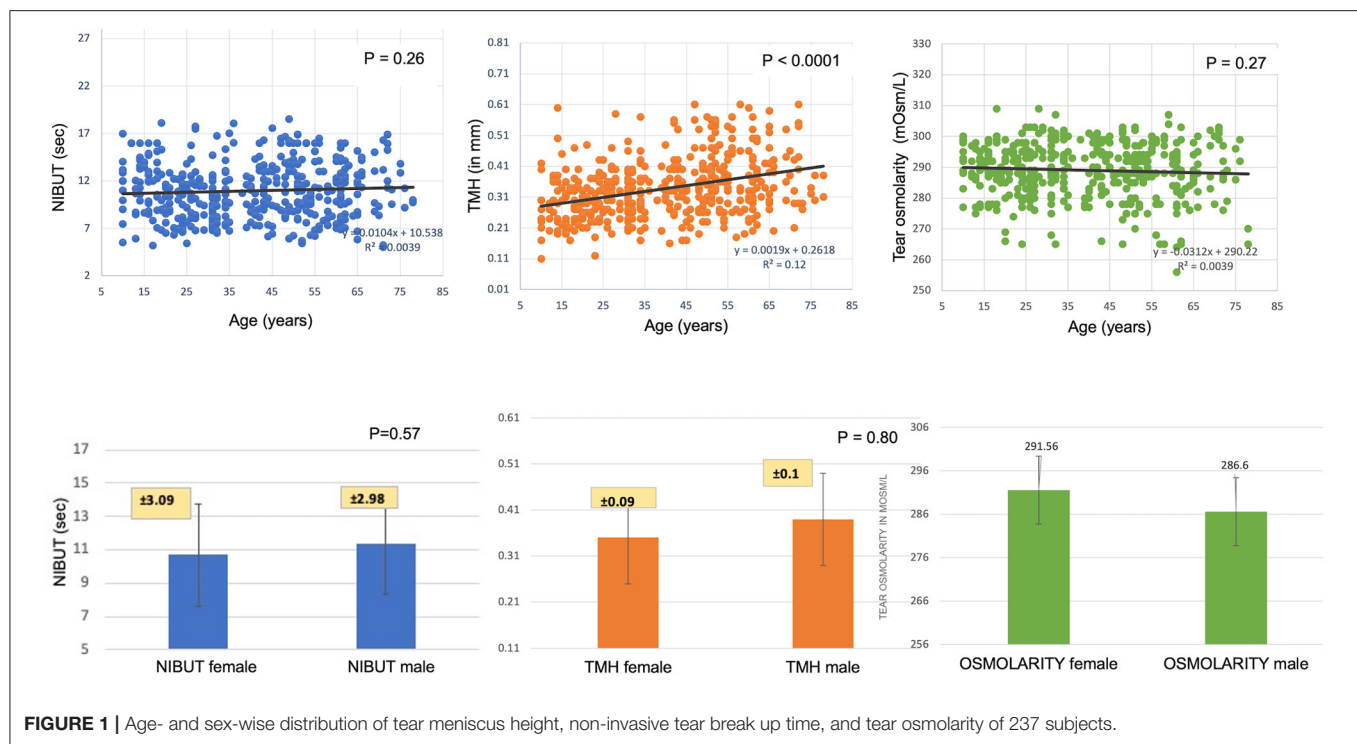 27
22
17
12
7
2
NIBUT (sec)
P = 0.26
y = 0.0104x + 10.538
R² = 0.0039
5 15 25 35 45 55 65 75 85
Age (years)
0.81
0.71
0.61
0.51
0.41
0.31
0.21
0.11
0.01
TMH (in mm)
P < 0.0001
y = 0.0019x + 0.2618
R² = 0.12
5 15 25 35 45 55 65 75 85
Age (years)
330
320
310
300
290
280
270
260
250
Tear osmolarity (mOsm/L)
P = 0.27
y = -0.0312x + 290.22
R² = 0.0039
5 15 25 35 45 55 65 75 85
Age (years)
P=0.57
17
15
13
11
9
7
5
NIBUT (sec)
±3.09
±2.98
NIBUT female NIBUT male
P = 0.80
0.61
0.51
0.41
0.31
0.21
0.11
±0.09
±0.1
TMH female TMH male
TEAR OSMOLARITY IN MOSM/L
306
296
286
276
266
256
291.56
286.6
OSMOLARITY female OSMOLARITY male
FIGURE 1 | Age- and sex-wise distribution of tear meniscus height, non-invasive tear break up time, and tear osmolarity of 237 subjects.